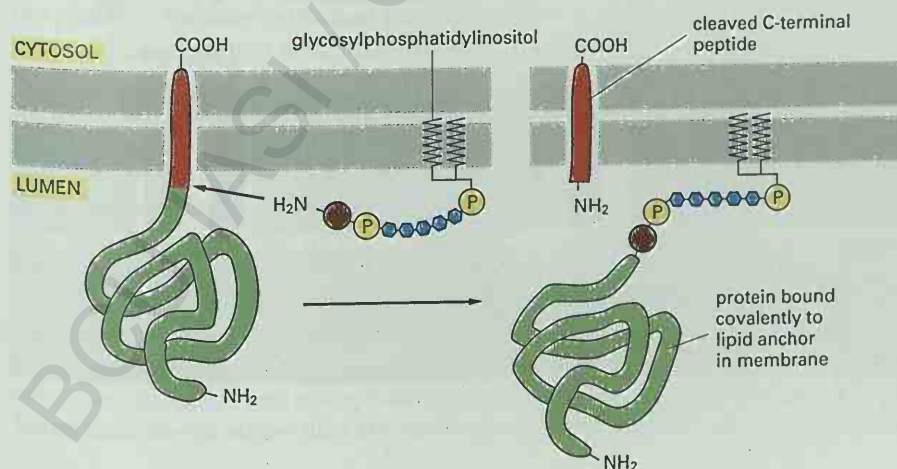 CYTOSOL
COOH
glycosylphosphatidylinositol
LUMEN
H₂N
P
P
NH₂
COOH
cleaved C-terminal
peptide
NH₂
P
P
protein bound
covalently to
lipid anchor
in membrane
NH₂